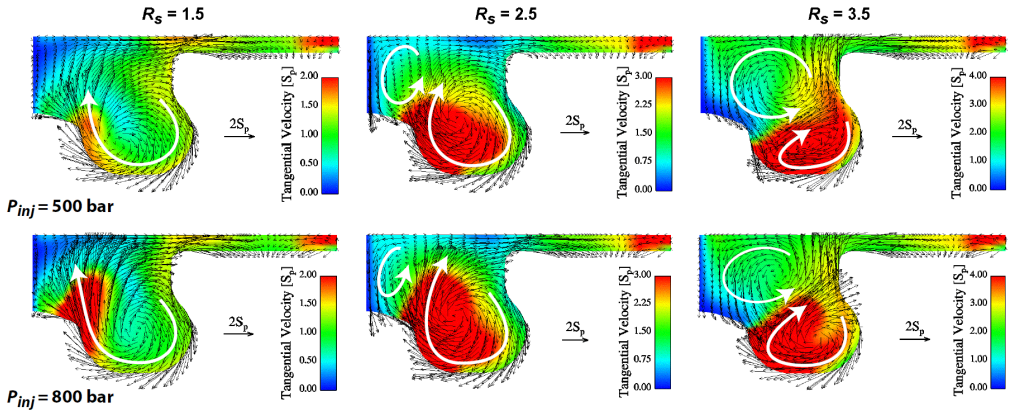 Rs = 1.5
Rs = 2.5
Rs = 3.5
Tangential Velocity [Sp]
2.00
1.50
1.00
0.50
0.00
2Sp
Tangential Velocity [Sp]
3.00
2.25
1.50
0.75
0.00
2Sp
Tangential Velocity [Sp]
4.00
3.00
2.00
1.00
0.00
2Sp
Pinj = 500 bar
Tangential Velocity [Sp]
2.00
1.50
1.00
0.50
0.00
2Sp
Tangential Velocity [Sp]
3.00
2.25
1.50
0.75
0.00
2Sp
Tangential Velocity [Sp]
4.00
3.00
2.00
1.00
0.00
2Sp
Pinj = 800 bar